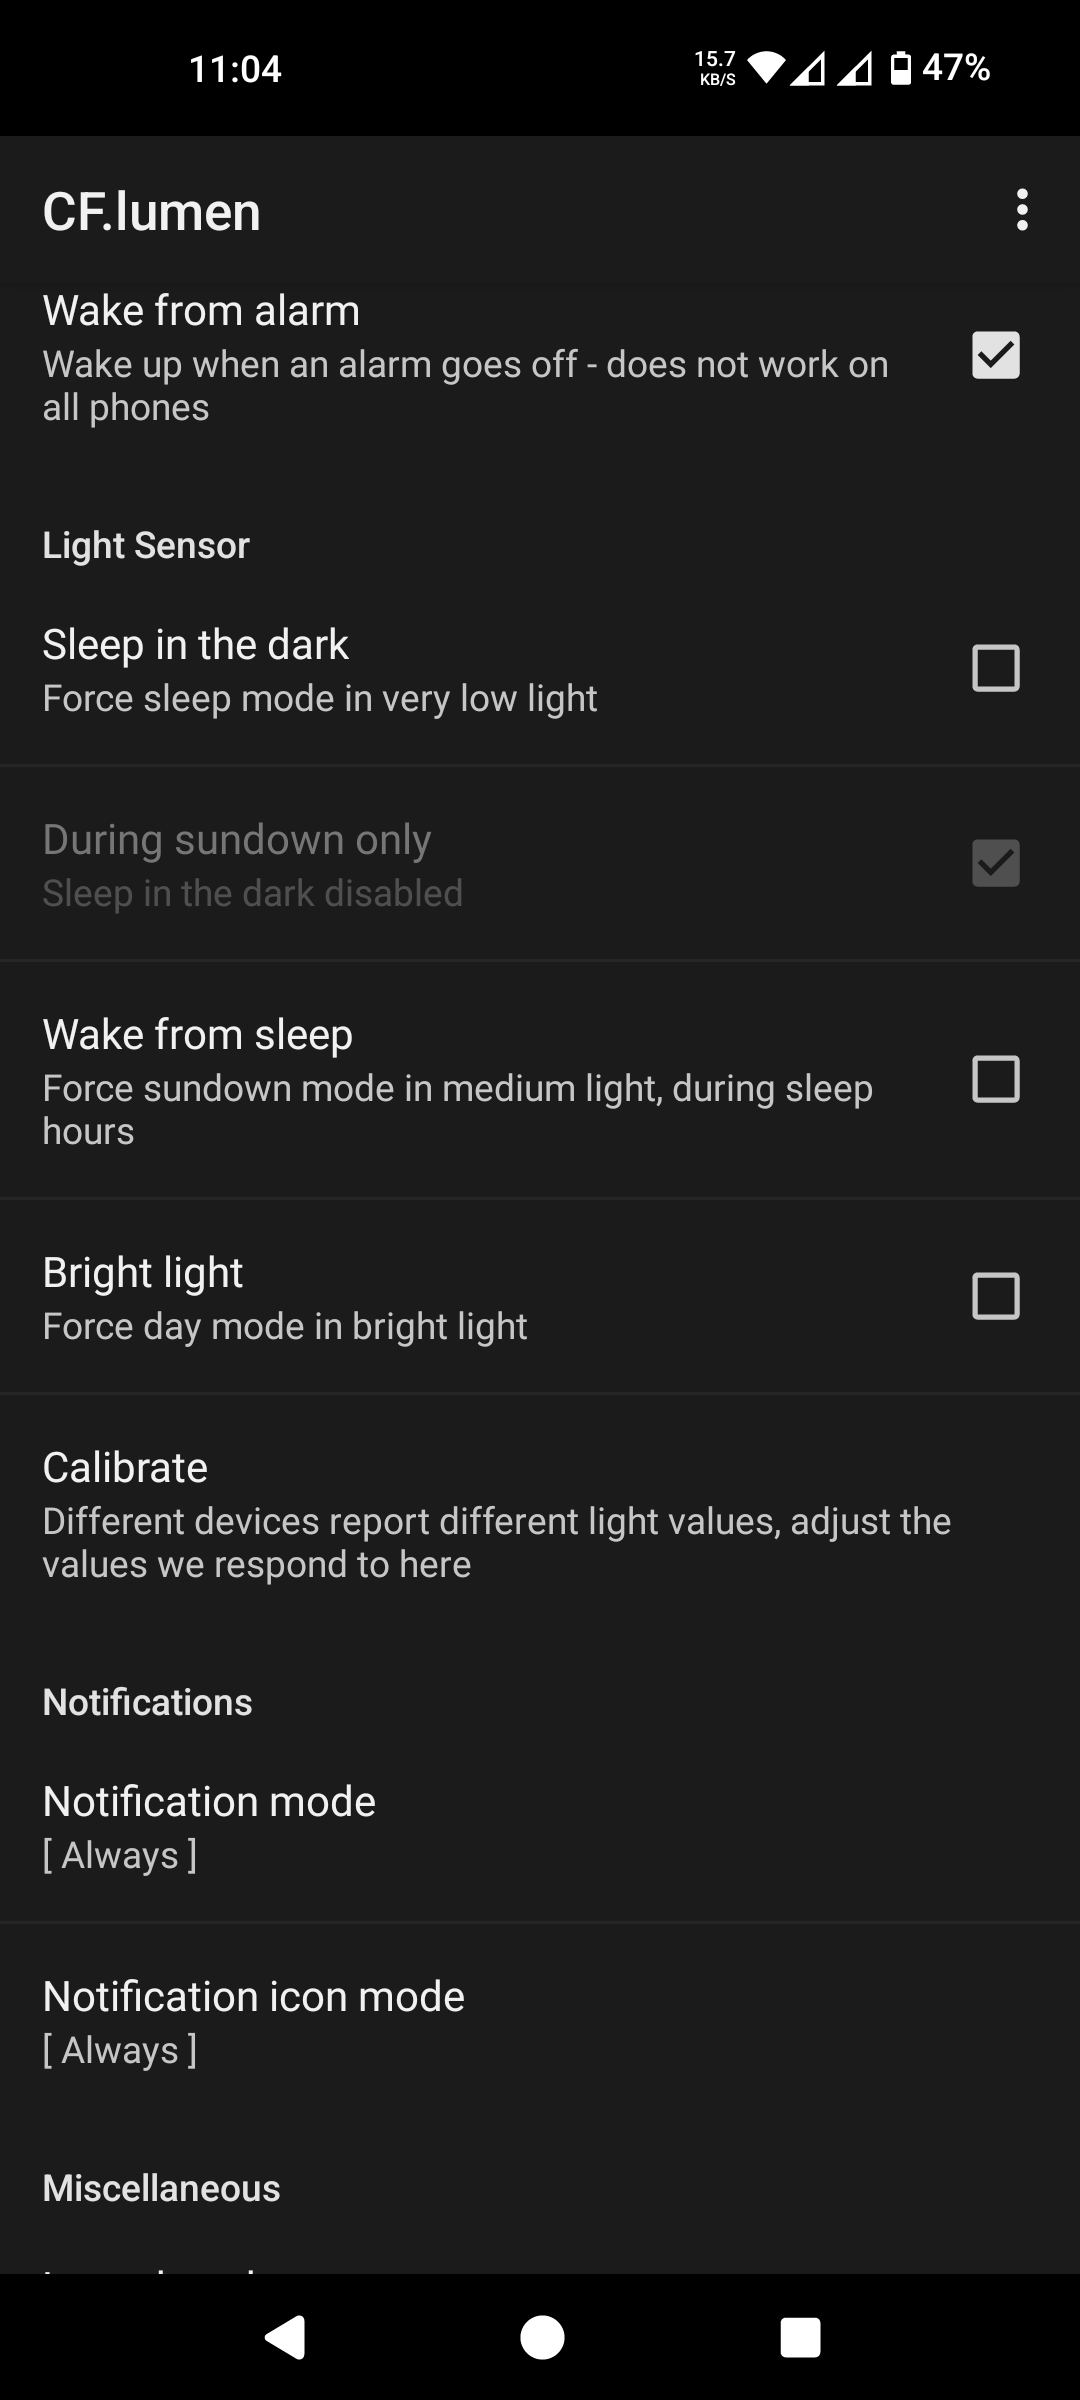 11:04
15.7
KB/S
47%
CF.lumen
Wake from alarm
Wake up when an alarm goes off - does not work on
all phones
Light Sensor
Sleep in the dark
Force sleep mode in very low light
During sundown only
Sleep in the dark disabled
Wake from sleep
Force sundown mode in medium light, during sleep
hours
Bright light
Force day mode in bright light
Calibrate
Different devices report different light values, adjust the
values we respond to here
Notifications
Notification mode
[ Always ]
Notification icon mode
[ Always ]
Miscellaneous